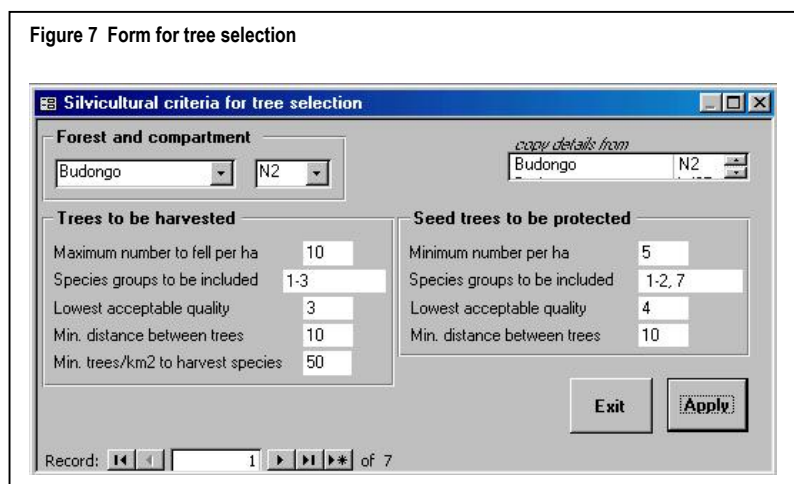 Figure 7 Form for tree selection
Silvicultural criteria for tree selection
Forest and compartment
Budongo N2
copy details from
Budongo N2
Trees to be harvested
Maximum number to fell per ha 10
Species groups to be included 1-3
Lowest acceptable quality 3
Min. distance between trees 10
Min. trees/km2 to harvest species 50
Seed trees to be protected
Minimum number per ha 5
Species groups to be included 1-2, 7
Lowest acceptable quality 4
Min. distance between trees 10
Exit Apply
Record: 1 of 7